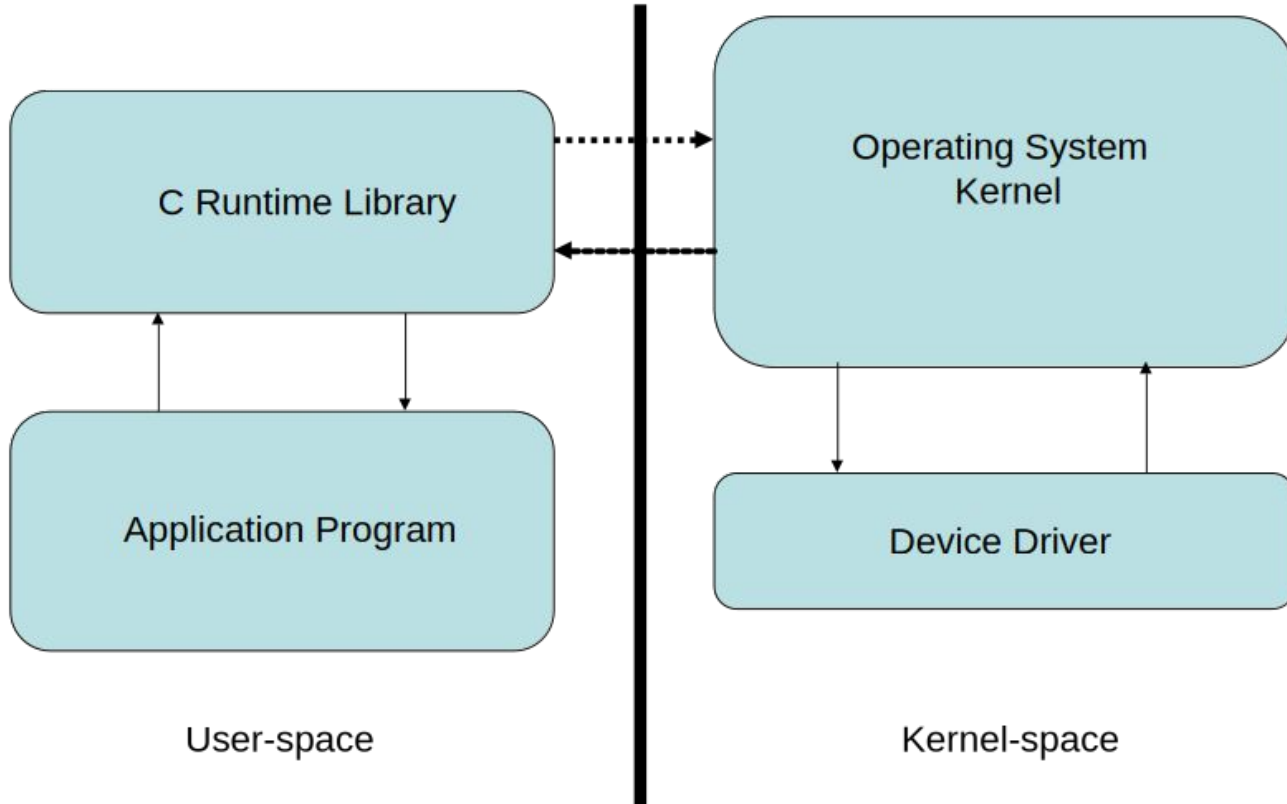 C Runtime Library
Operating System
Kernel
Application Program
Device Driver
User-space
Kernel-space